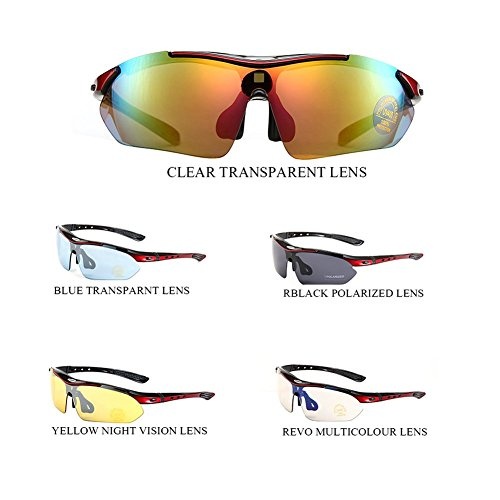 CLEAR TRANSPARENT LENS
BLUE TRANSPARNT LENS
RBLACK POLARIZED LENS
YELLOW NIGHT VISION LENS
REVO MULTICOLOUR LENS